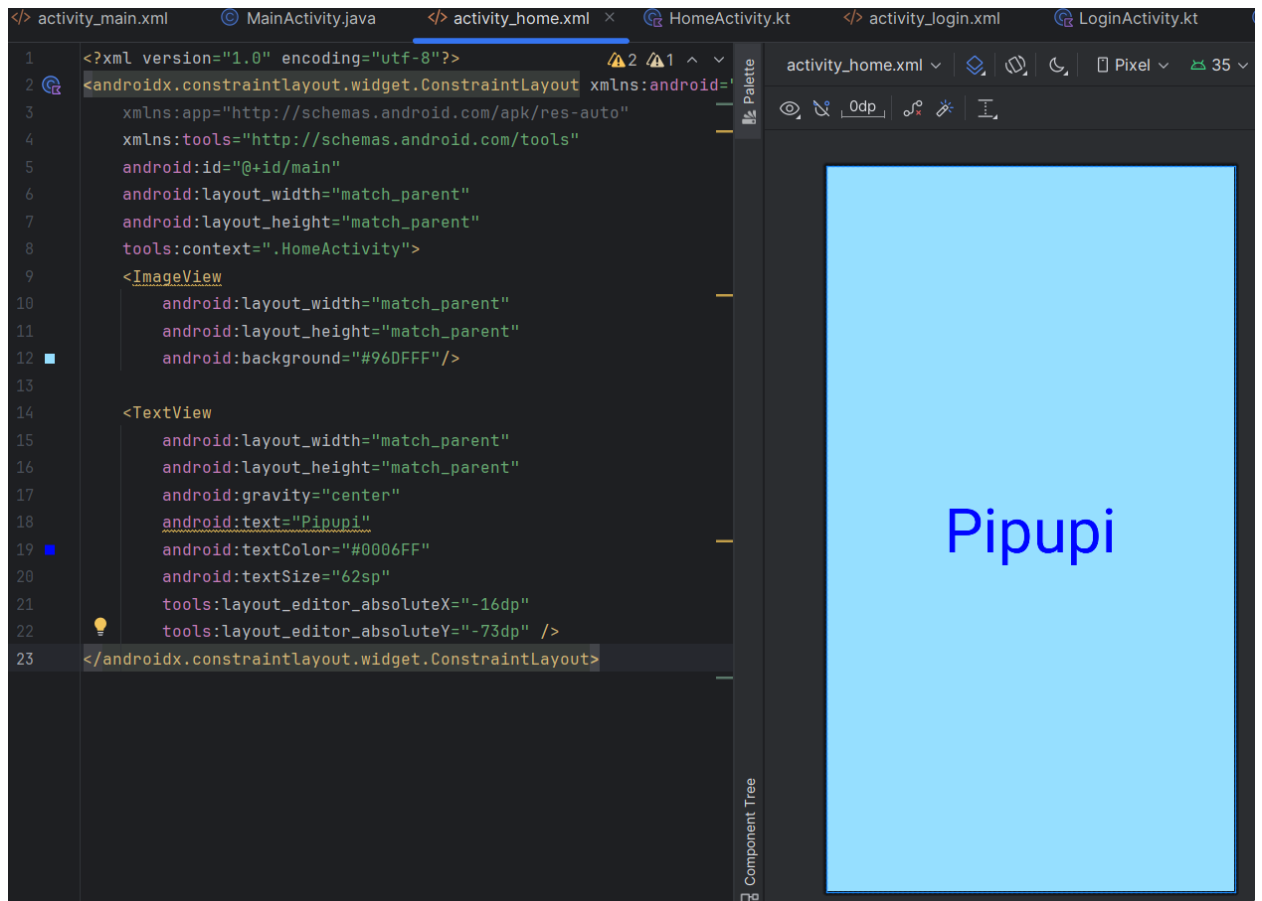 activity_main.xml MainActivity.java activity_home.xml HomeActivity.kt activity_login.xml LoginActivity.kt
1 <?xml version="1.0" encoding="utf-8"?> 2 1
2 <androidx.constraintlayout.widget.ConstraintLayout xmlns:android="
3 xmlns:app="http://schemas.android.com/apk/res-auto"
4 xmlns:tools="http://schemas.android.com/tools"
5 android:id="@+id/main"
6 android:layout_width="match_parent"
7 android:layout_height="match_parent"
8 tools:context=".HomeActivity">
9 <ImageView
10 android:layout_width="match_parent"
11 android:layout_height="match_parent"
12 android:background="#96DFFF"/>
13
14 <TextView
15 android:layout_width="match_parent"
16 android:layout_height="match_parent"
17 android:gravity="center"
18 android:text="Pipupi"
19 android:textColor="#0006FF"
20 android:textSize="62sp"
21 tools:layout_editor_absoluteX="-16dp"
22 tools:layout_editor_absoluteY="-73dp" />
23 </androidx.constraintlayout.widget.ConstraintLayout>
Palette
Component Tree
activity_home.xml Pixel 35
0dp
Pipupi